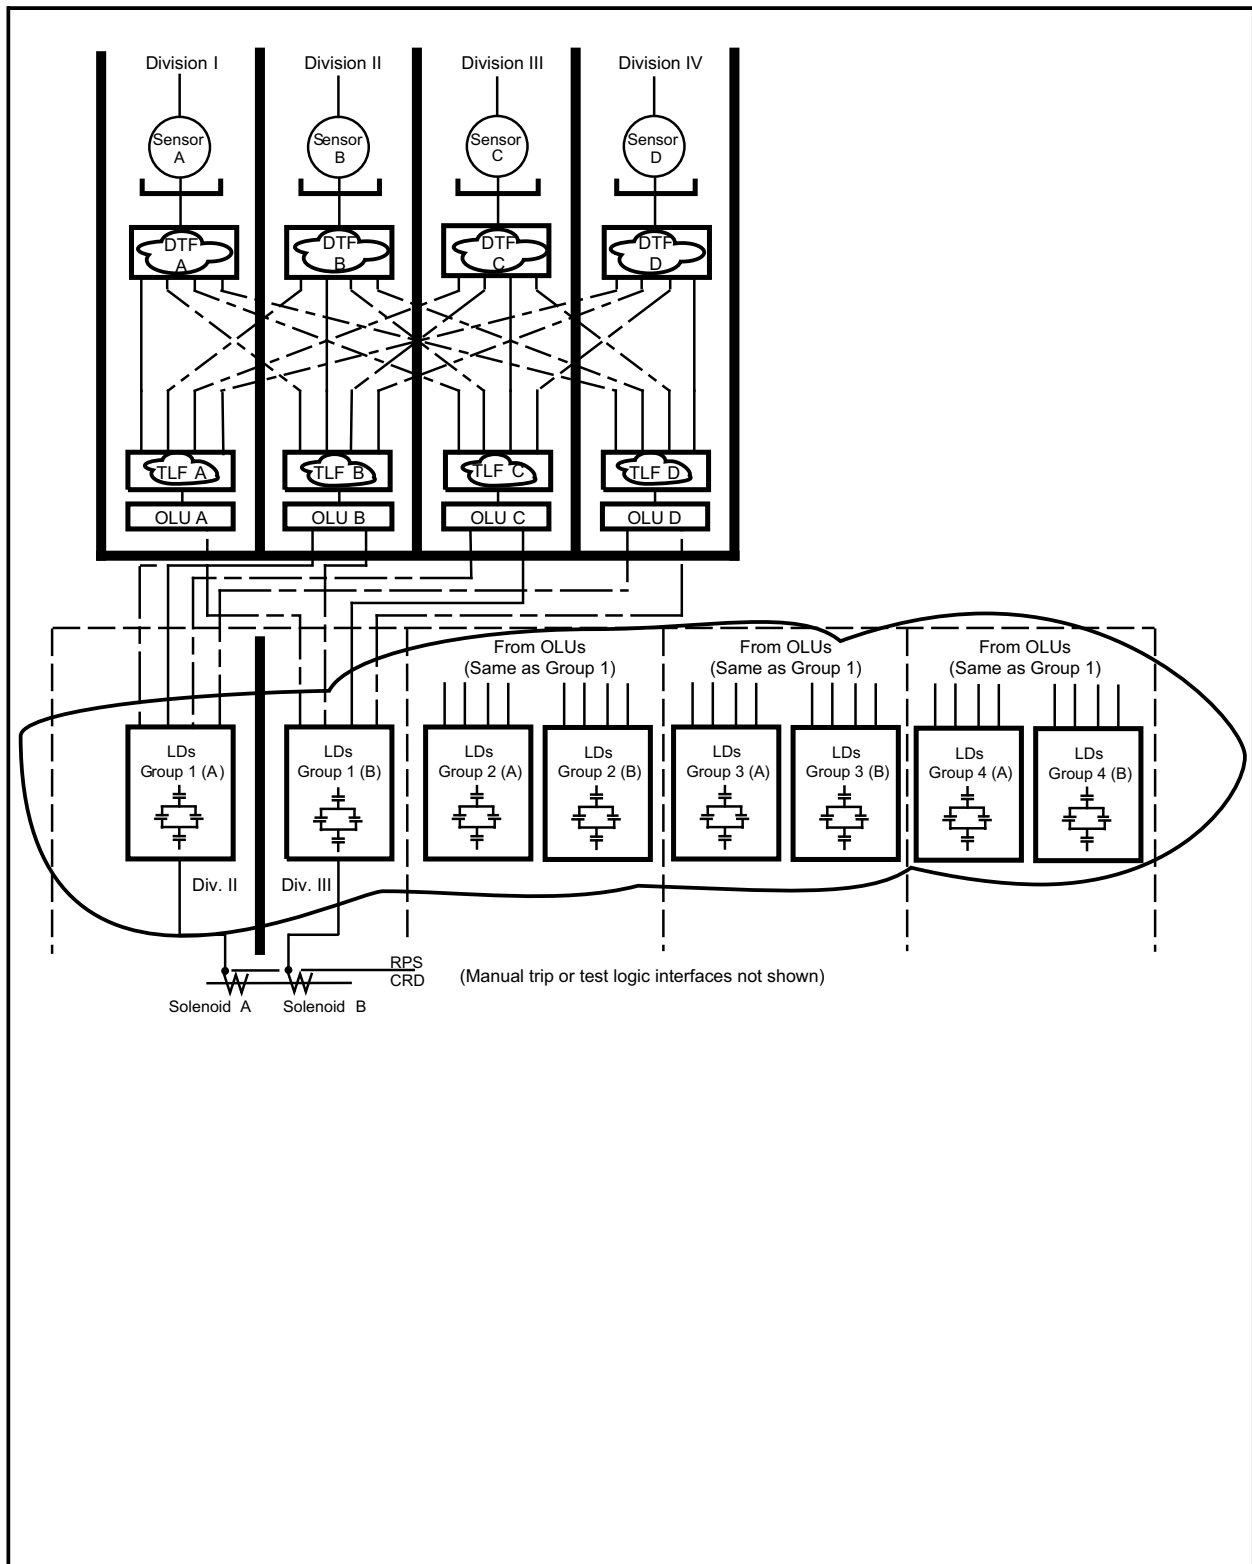 Division I
Division II
Division III
Division IV
Sensor
A
Sensor
B
Sensor
C
Sensor
D
DTF
A
DTF
B
DTF
C
DTF
D
TLF A
TLF B
TLF C
TLF D
OLU A
OLU B
OLU C
OLU D
From OLUs
(Same as Group 1)
From OLUs
(Same as Group 1)
From OLUs
(Same as Group 1)
LDs
Group 1 (A)
LDs
Group 1 (B)
LDs
Group 2 (A)
LDs
Group 2 (B)
LDs
Group 3 (A)
LDs
Group 3 (B)
LDs
Group 4 (A)
LDs
Group 4 (B)
Div. II
Div. III
RPS
CRD
(Manual trip or test logic interfaces not shown)
Solenoid A
Solenoid B